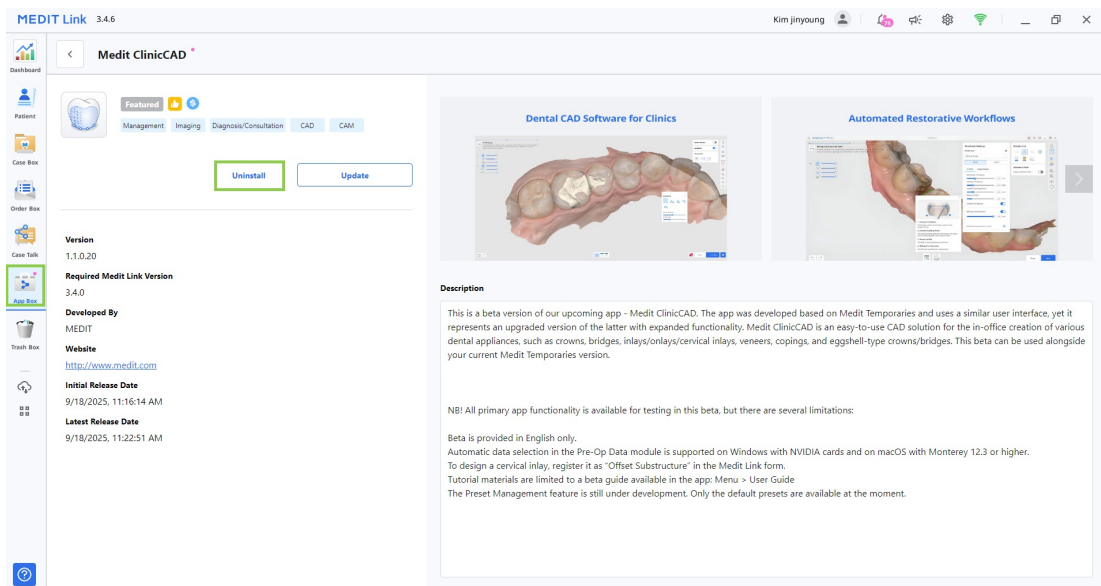 MEDIT Link 3.4.6
Kim jinyoung
Dashboard
Patient
Case Box
Order Box
Case Talk
App Box
Trash Box
Medit ClinicCAD
Featured
Management Imaging Diagnosis/Consultation CAD CAM
Uninstall Update
Version
1.1.0.20
Required Medit Link Version
3.4.0
Developed By
MEDIT
Website
http://www.medit.com
Initial Release Date
9/18/2025, 11:16:14 AM
Latest Release Date
9/18/2025, 11:22:51 AM
Dental CAD Software for Clinics
Automated Restorative Workflows
Description
This is a beta version of our upcoming app - Medit ClinicCAD. The app was developed based on Medit Temporaries and uses a similar user interface, yet it
represents an upgraded version of the latter with expanded functionality. Medit ClinicCAD is an easy-to-use CAD solution for the in-office creation of various
dental appliances, such as crowns, bridges, inlays/onlays/cervical inlays, veneers, copings, and eggshell-type crowns/bridges. This beta can be used alongside
your current Medit Temporaries version.
NB! All primary app functionality is available for testing in this beta, but there are several limitations:
Beta is provided in English only.
Automatic data selection in the Pre-Op Data module is supported on Windows with NVIDIA cards and on macOS with Monterey 12.3 or higher.
To design a cervical inlay, register it as "Offset Substructure" in the Medit Link form.
Tutorial materials are limited to a beta guide available in the app: Menu > User Guide
The Preset Management feature is still under development. Only the default presets are available at the moment.